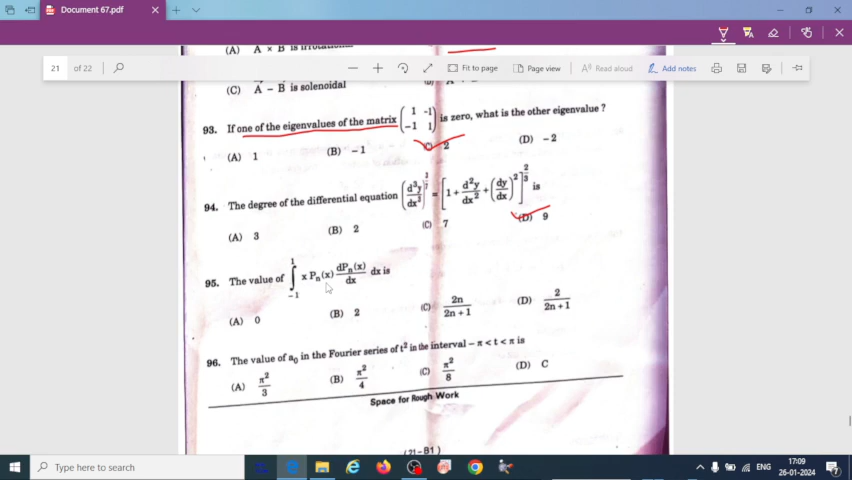 Document 67.pdf
(A) A × B is irrotational
21 of 22
Fit to page
Page view
Read aloud
Add notes
(C) A − B is solenoidal
93. If one of the eigenvalues of the matrix ( 1 -1 −1 1 ) is zero, what is the other eigenvalue ?
(A) 1 (B) −1 (C) 2 (D) −2
94. The degree of the differential equation (d³y/dx³) = [1 + d²y/dx² + (dy/dx)²]^2/3 is
(A) 3 (B) 2 (C) 7 (D) 9
95. The value of ∫ −1 1 x Pn(x) dPn(x)/dx dx is
(A) 0 (B) 2 (C) 2n/2n + 1 (D) 2/2n + 1
96. The value of a₀ in the Fourier series of t² in the interval − π < t < π is
(A) π²/3 (B) π²/4 (C) π²/8 (D) C
Space for Rough Work
(21–B1)
Type here to search
ENG
17:09
26-01-2024